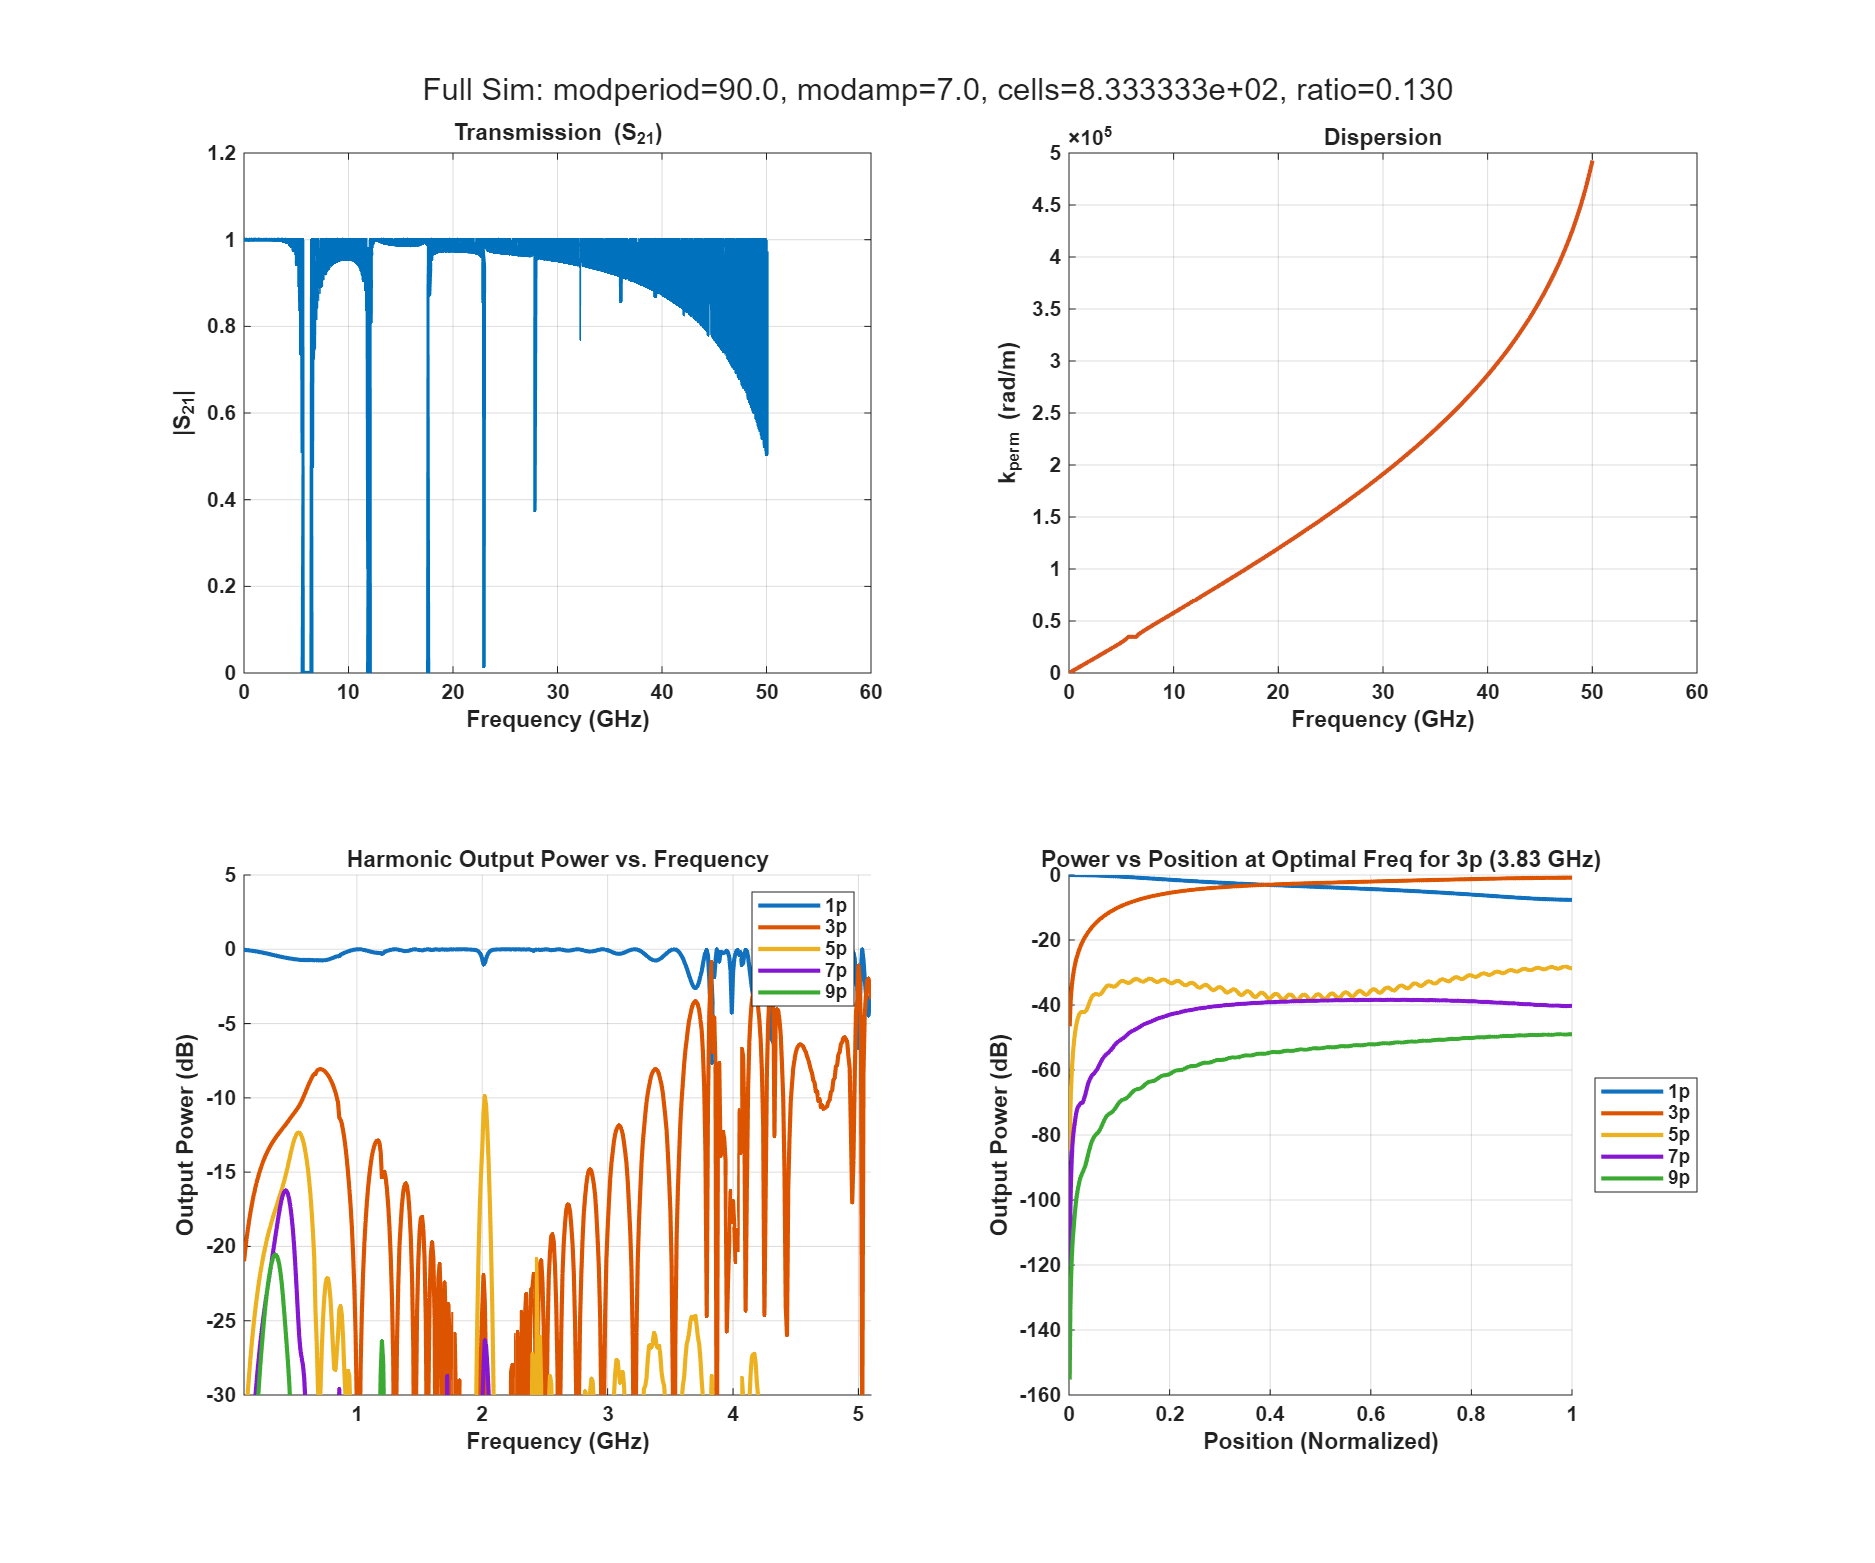 Full Sim: modperiod=90.0, modamp=7.0, cells=8.333333e+02, ratio=0.130
Transmission (S21)
1.2
1
0.8
0.6
0.4
0.2
0
|S21|
0 10 20 30 40 50 60
Frequency (GHz)
×10^5
Dispersion
5
4.5
4
3.5
3
2.5
2
1.5
1
0.5
0
kperm (rad/m)
0 10 20 30 40 50 60
Frequency (GHz)
Harmonic Output Power vs. Frequency
5
0
-5
-10
-15
-20
-25
-30
Output Power (dB)
1p
3p
5p
7p
9p
1 2 3 4 5
Frequency (GHz)
Power vs Position at Optimal Freq for 3p (3.83 GHz)
0
-20
-40
-60
-80
-100
-120
-140
-160
Output Power (dB)
0 0.2 0.4 0.6 0.8 1
Position (Normalized)
1p
3p
5p
7p
9p